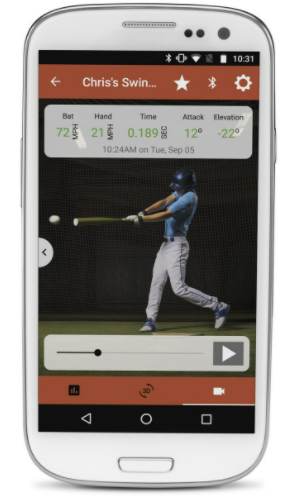 10:31
Chris's Swin...
Bat Hand Time Attack Elevation
72 MPH 21 MPH 0.189 SEC 12° -22°
10:24AM on Tue, Sep 05
3D